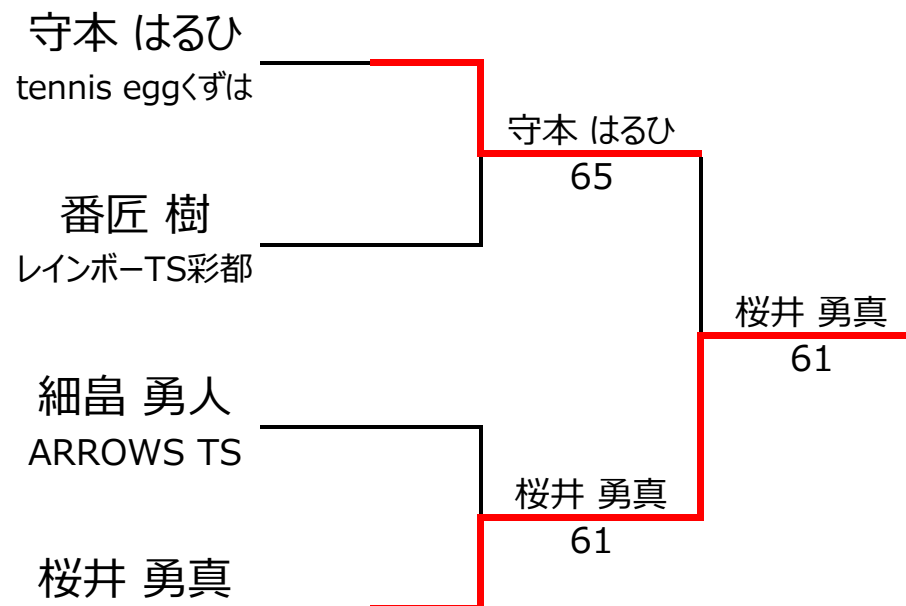 守本 はるひ
tennis eggくずは
守本 はるひ
65
番匠 樹
レインボーTS彩都
桜井 勇真
61
細畠 勇人
ARROWS TS
桜井 勇真
61
桜井 勇真